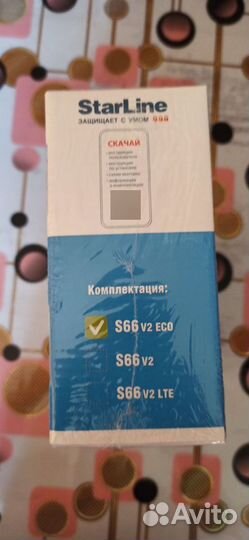 StarLine
ЗАЩИЩАЕТ С УМОМ
СКАЧАЙ
Комплектация:
S66 V2 ECO
S66 V2
S66 V2 LTE
Avito